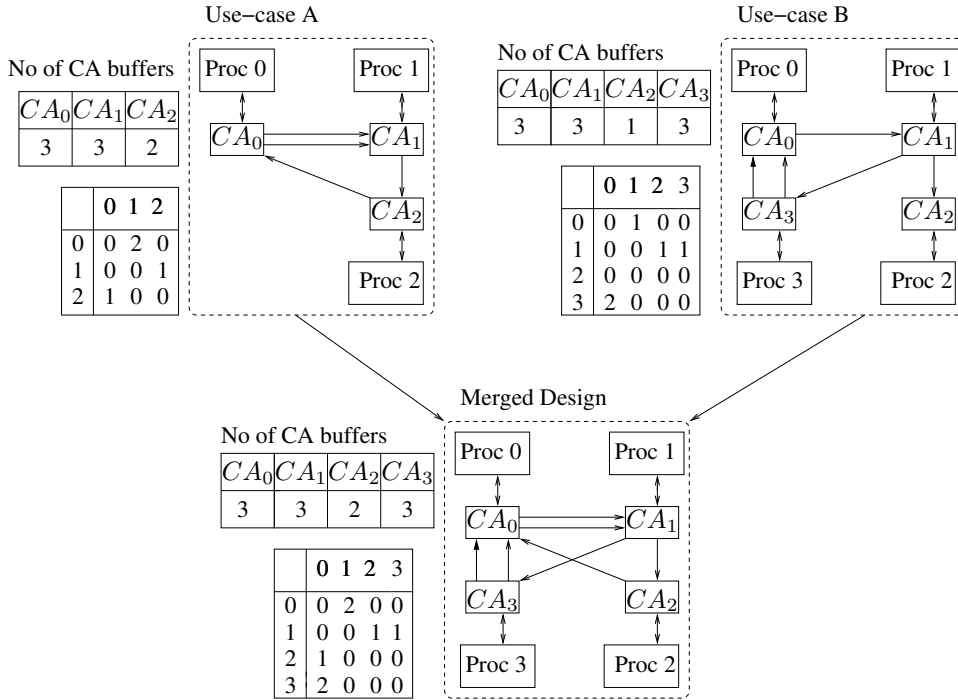 Use−case A
No of CA buffers
CA0 CA1 CA2
3 3 2
0 1 2
0 0 2 0
1 0 0 1
2 1 0 0
Proc 0
Proc 1
CA0
CA1
CA2
Proc 2
Use−case B
No of CA buffers
CA0 CA1 CA2 CA3
3 3 1 3
0 1 2 3
0 0 1 0 0
1 0 0 1 1
2 0 0 0 0
3 2 0 0 0
Proc 0
Proc 1
CA0
CA1
CA3
CA2
Proc 3
Proc 2
Merged Design
No of CA buffers
CA0 CA1 CA2 CA3
3 3 2 3
0 1 2 3
0 0 2 0 0
1 0 0 1 1
2 1 0 0 0
3 2 0 0 0
Proc 0
Proc 1
CA0
CA1
CA3
CA2
Proc 3
Proc 2